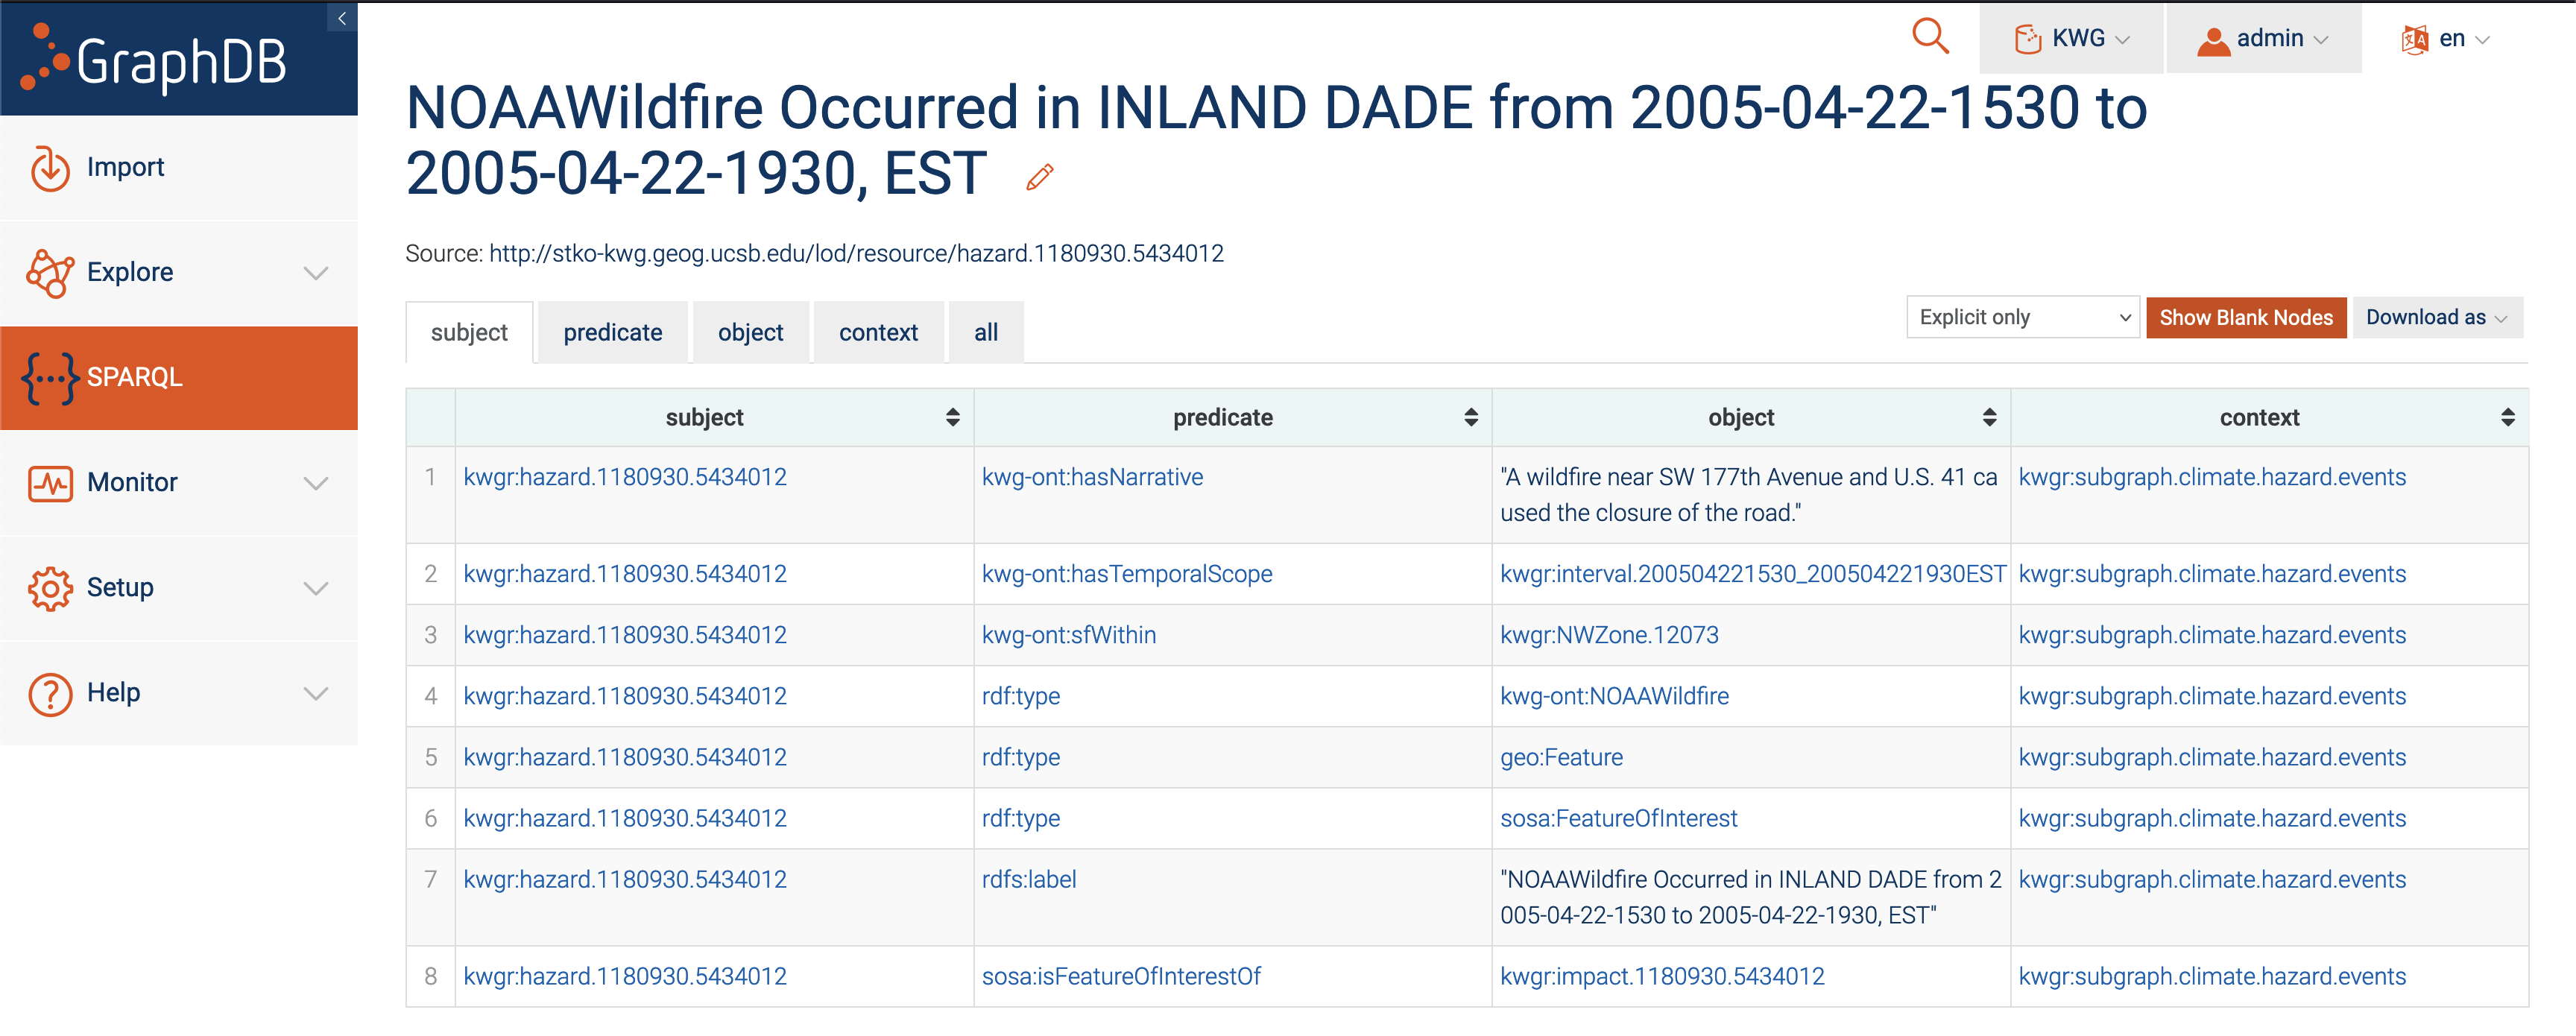 GraphDB
KWG
admin
en
Import
Explore
SPARQL
Monitor
Setup
Help
NOAAWildfire Occurred in INLAND DADE from 2005-04-22-1530 to
2005-04-22-1930, EST
Source: http://stko-kwg.geog.ucsb.edu/lod/resource/hazard.1180930.5434012
subject predicate object context all
Explicit only Show Blank Nodes Download as
subject predicate object context
1 kwgr:hazard.1180930.5434012 kwg-ont:hasNarrative "A wildfire near SW 177th Avenue and U.S. 41 ca kwgr:subgraph.climate.hazard.events
used the closure of the road."
2 kwgr:hazard.1180930.5434012 kwg-ont:hasTemporalScope kwgr:interval.200504221530_200504221930EST kwgr:subgraph.climate.hazard.events
3 kwgr:hazard.1180930.5434012 kwg-ont:sfWithin kwgr:NWZone.12073 kwgr:subgraph.climate.hazard.events
4 kwgr:hazard.1180930.5434012 rdf:type kwg-ont:NOAAWildfire kwgr:subgraph.climate.hazard.events
5 kwgr:hazard.1180930.5434012 rdf:type geo:Feature kwgr:subgraph.climate.hazard.events
6 kwgr:hazard.1180930.5434012 rdf:type sosa:FeatureOfInterest kwgr:subgraph.climate.hazard.events
7 kwgr:hazard.1180930.5434012 rdfs:label "NOAAWildfire Occurred in INLAND DADE from 2 kwgr:subgraph.climate.hazard.events
005-04-22-1530 to 2005-04-22-1930, EST"
8 kwgr:hazard.1180930.5434012 sosa:isFeatureOfInterestOf kwgr:impact.1180930.5434012 kwgr:subgraph.climate.hazard.events